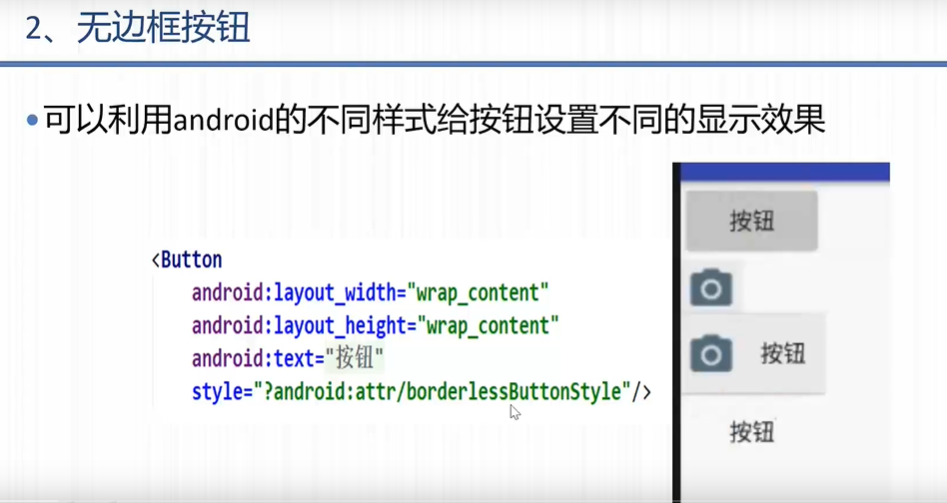 2、无边框按钮
•可以利用android的不同样式给按钮设置不同的显示效果
<Button
android:layout_width="wrap_content"
android:layout_height="wrap_content"
android:text="按钮"
style="?android:attr/borderlessButtonStyle"/>
按钮
按钮
按钮